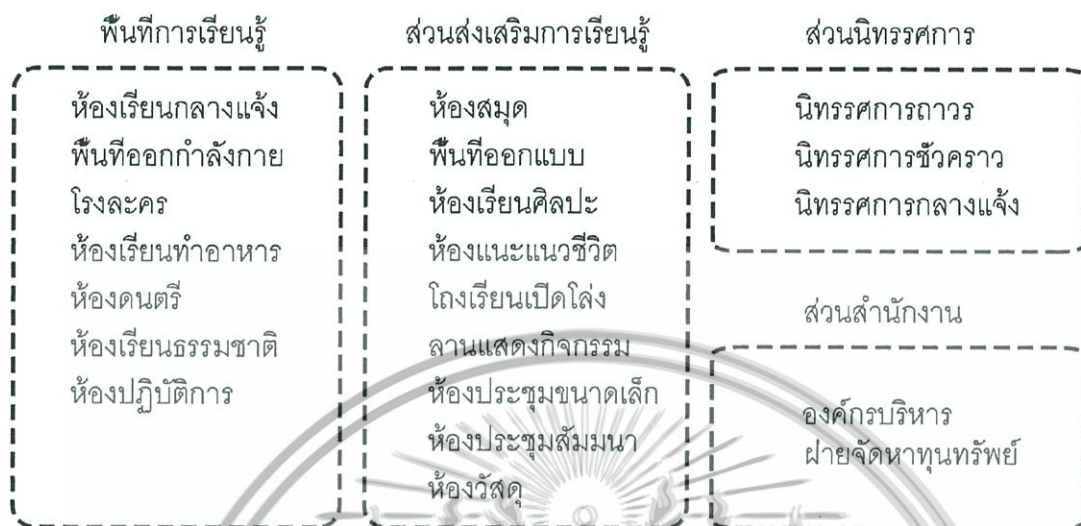 พื้นที่การเรียนรู้
ห้องเรียนกลางแจ้ง
พื้นที่ออกกำลังกาย
โรงละคร
ห้องเรียนทำอาหาร
ห้องดนตรี
ห้องเรียนธรรมชาติ
ห้องปฏิบัติการ
ส่วนส่งเสริมการเรียนรู้
ห้องสมุด
พื้นที่ออกแบบ
ห้องเรียนศิลปะ
ห้องแนะแนวชีวิต
โถงเรียนเปิดโล่ง
ลานแสดงกิจกรรม
ห้องประชุมขนาดเล็ก
ห้องประชุมสัมมนา
ห้องวัสดุ
ส่วนนิทรรศการ
นิทรรศการถาวร
นิทรรศการชั่วคราว
นิทรรศการกลางแจ้ง
ส่วนสำนักงาน
องค์กรบริหาร
ฝ่ายจัดหาทุนทรัพย์